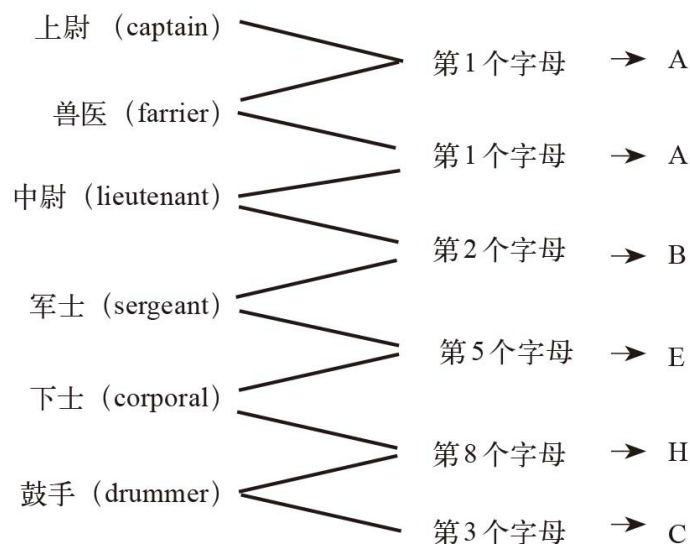 上尉（captain）
第1个字母 → A
兽医（farrier）
第1个字母 → A
中尉（lieutenant）
第2个字母 → B
军士（sergeant）
第5个字母 → E
下士（corporal）
第8个字母 → H
鼓手（drummer）
第3个字母 → C